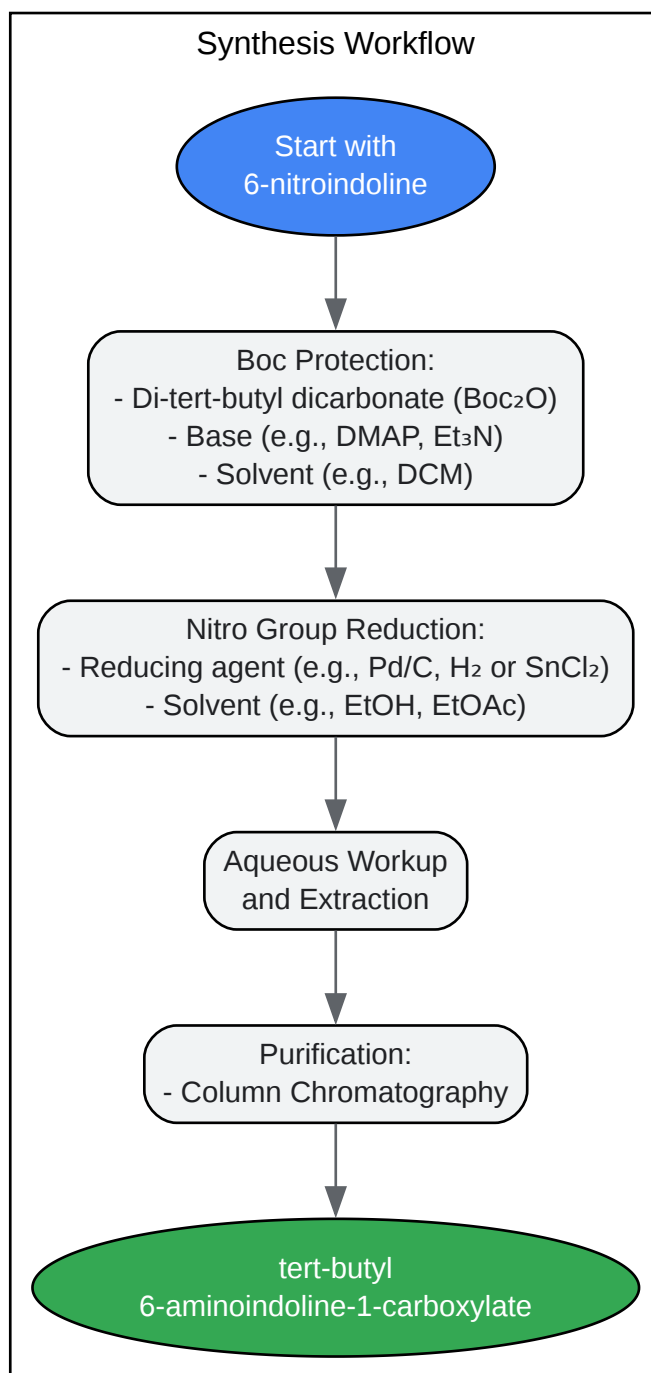 Synthesis Workflow
Start with
6-nitroindoline
Boc Protection:
- Di-tert-butyl dicarbonate (Boc₂O)
- Base (e.g., DMAP, Et₃N)
- Solvent (e.g., DCM)
Nitro Group Reduction:
- Reducing agent (e.g., Pd/C, H₂ or SnCl₂)
- Solvent (e.g., EtOH, EtOAc)
Aqueous Workup
and Extraction
Purification:
- Column Chromatography
tert-butyl
6-aminoindoline-1-carboxylate